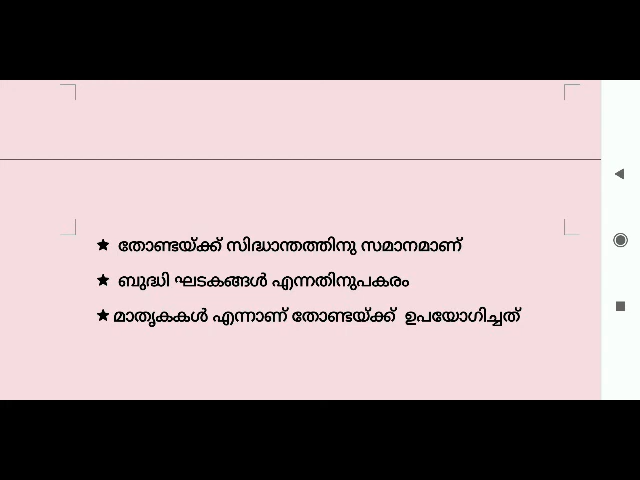 ★ തോണ്ടയ്ക്ക് സിദ്ധാന്തത്തിനു സമാനമാണ്
★ ബുദ്ധി ഘടകങ്ങൾ എന്നതിനുപകരം
★ മാതൃകകൾ എന്നാണ് തോണ്ടയ്ക്ക് ഉപയോഗിച്ചത്